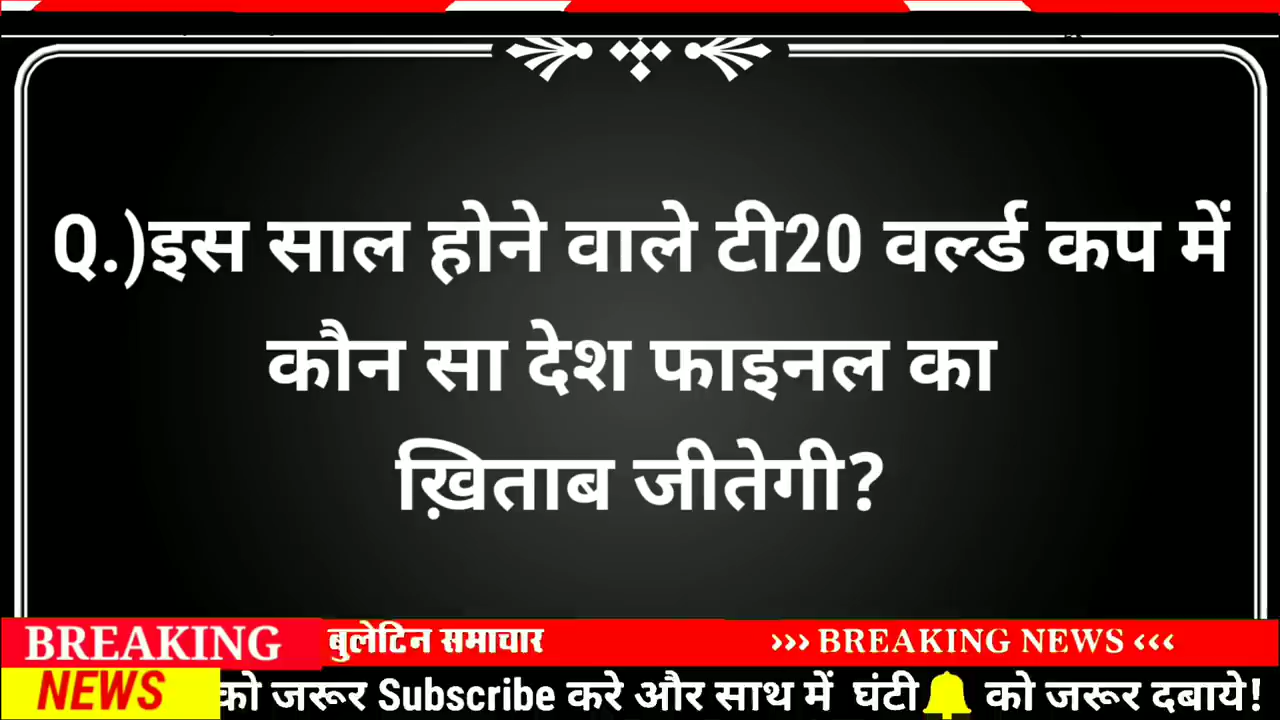 Q.)इस साल होने वाले टी20 वर्ल्ड कप में
कौन सा देश फाइनल का
ख़िताब जीतेगी?
BREAKING बुलेटिन समाचार ››› BREAKING NEWS ‹‹‹
NEWS को जरूर Subscribe करे और साथ में घंटी🔔 को जरूर दबाये!